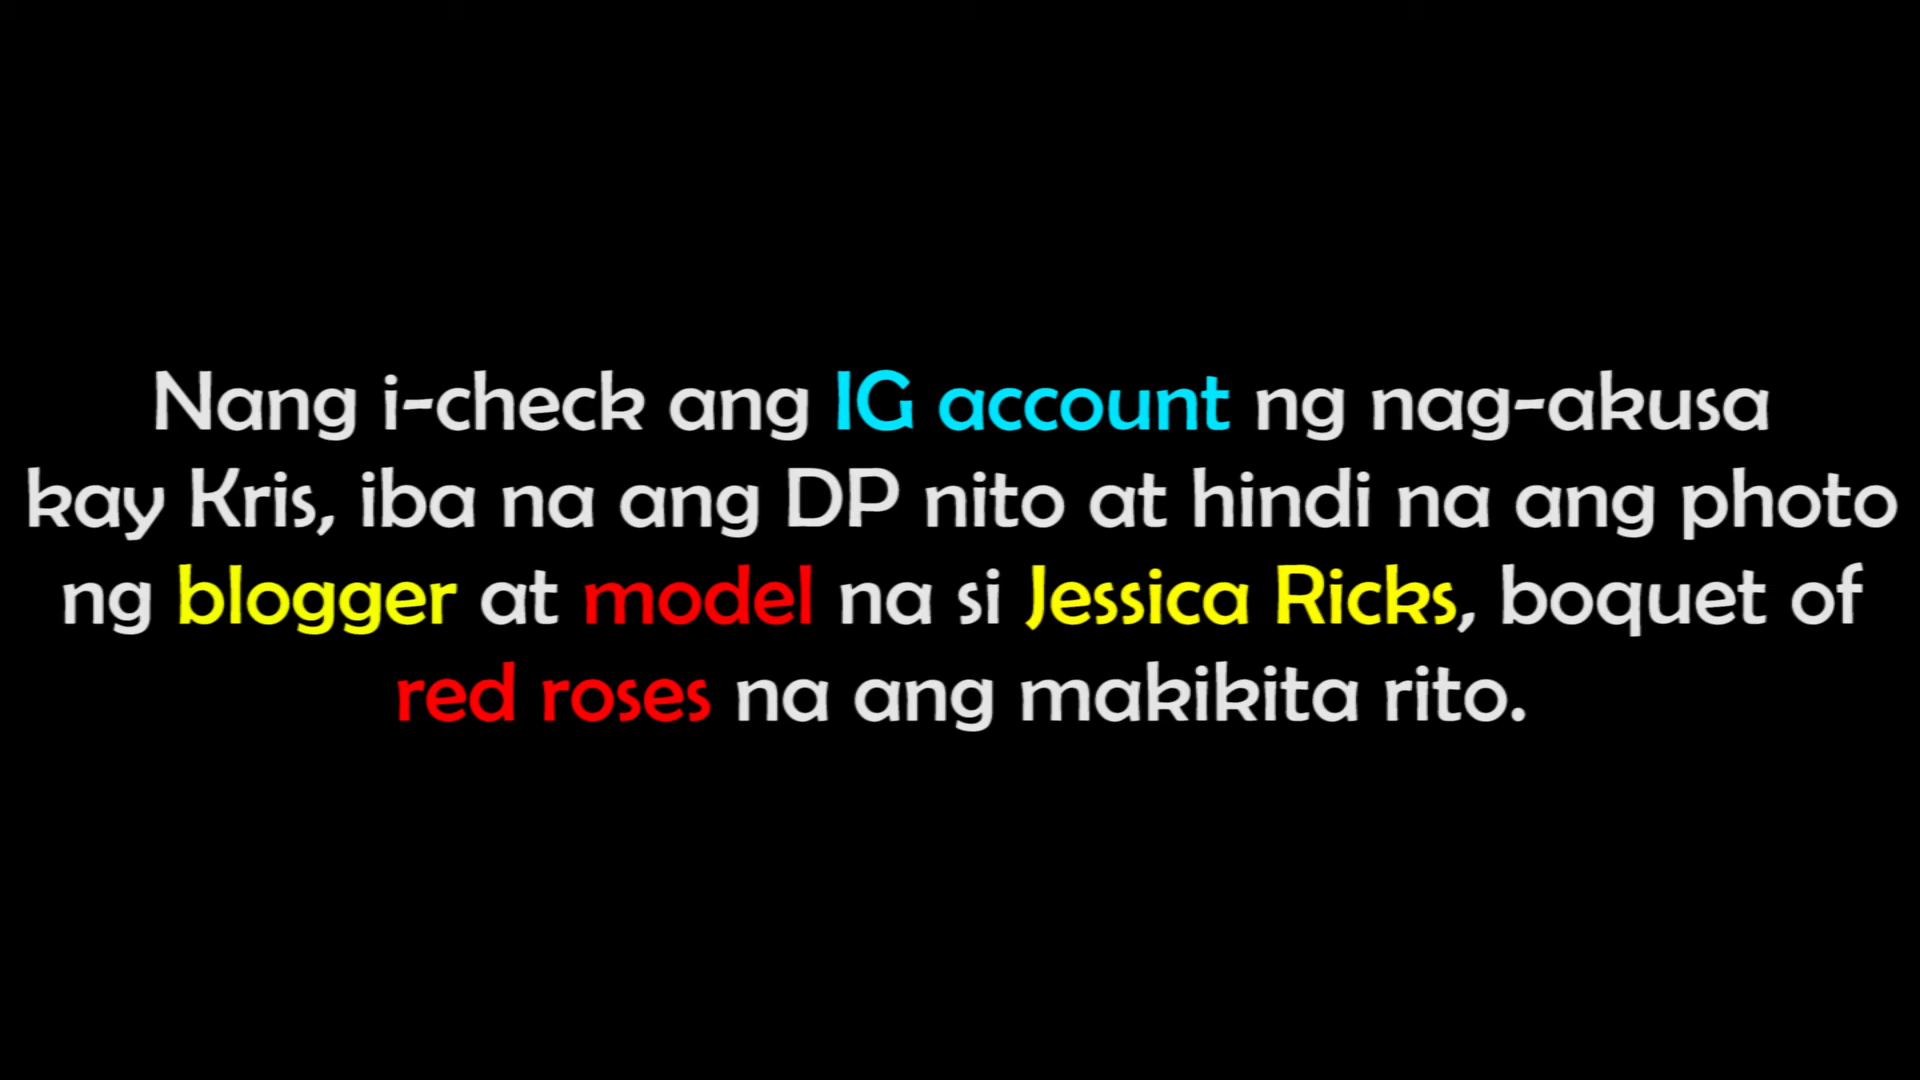 Nang i-check ang IG account ng nag-akusa
kay Kris, iba na ang DP nito at hindi na ang photo
ng blogger at model na si Jessica Ricks, boquet of
red roses na ang makikita rito.